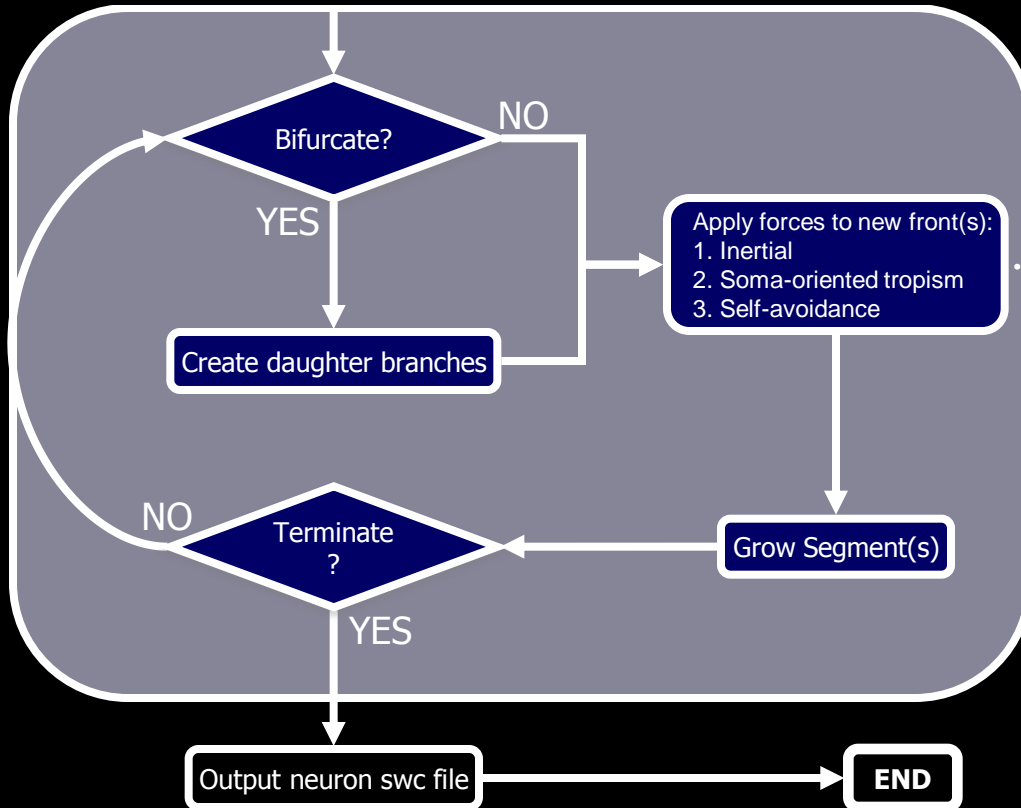 Bifurcate?
NO
YES
Create daughter branches
Apply forces to new front(s):
1. Inertial
2. Soma-oriented tropism
3. Self-avoidance
Grow Segment(s)
Terminate
?
NO
YES
Output neuron swc file
END